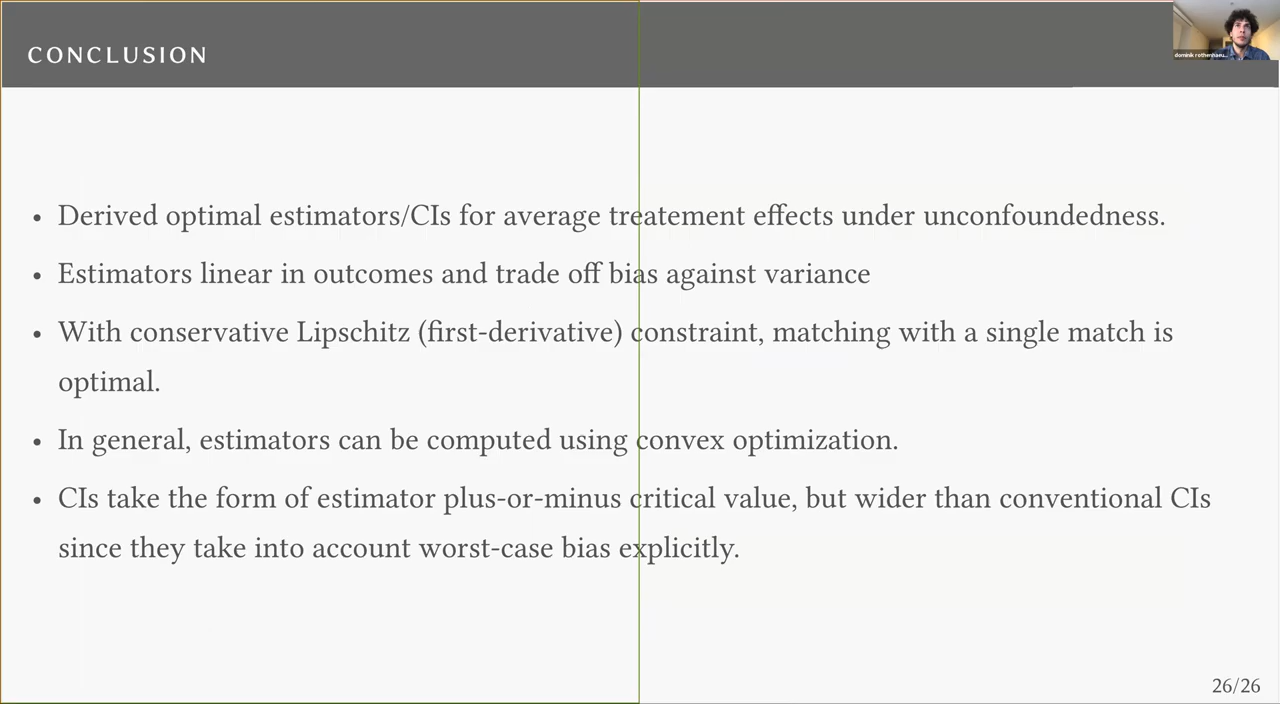 CONCLUSION
dominik rothenhaeu...
• Derived optimal estimators/CIs for average treatement effects under unconfoundedness.
• Estimators linear in outcomes and trade off bias against variance
• With conservative Lipschitz (first-derivative) constraint, matching with a single match is
optimal.
• In general, estimators can be computed using convex optimization.
• CIs take the form of estimator plus-or-minus critical value, but wider than conventional CIs
since they take into account worst-case bias explicitly.
26/26